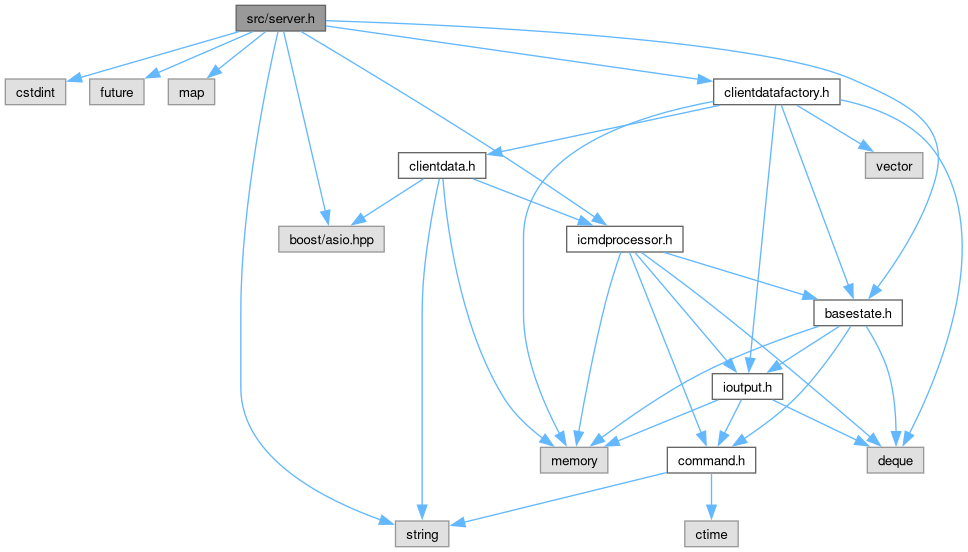 src/server.h
cstdint
future
map
clientdatafactory.h
clientdata.h
vector
boost/asio.hpp
icmdprocessor.h
basestate.h
ioutput.h
memory
command.h
deque
string
ctime